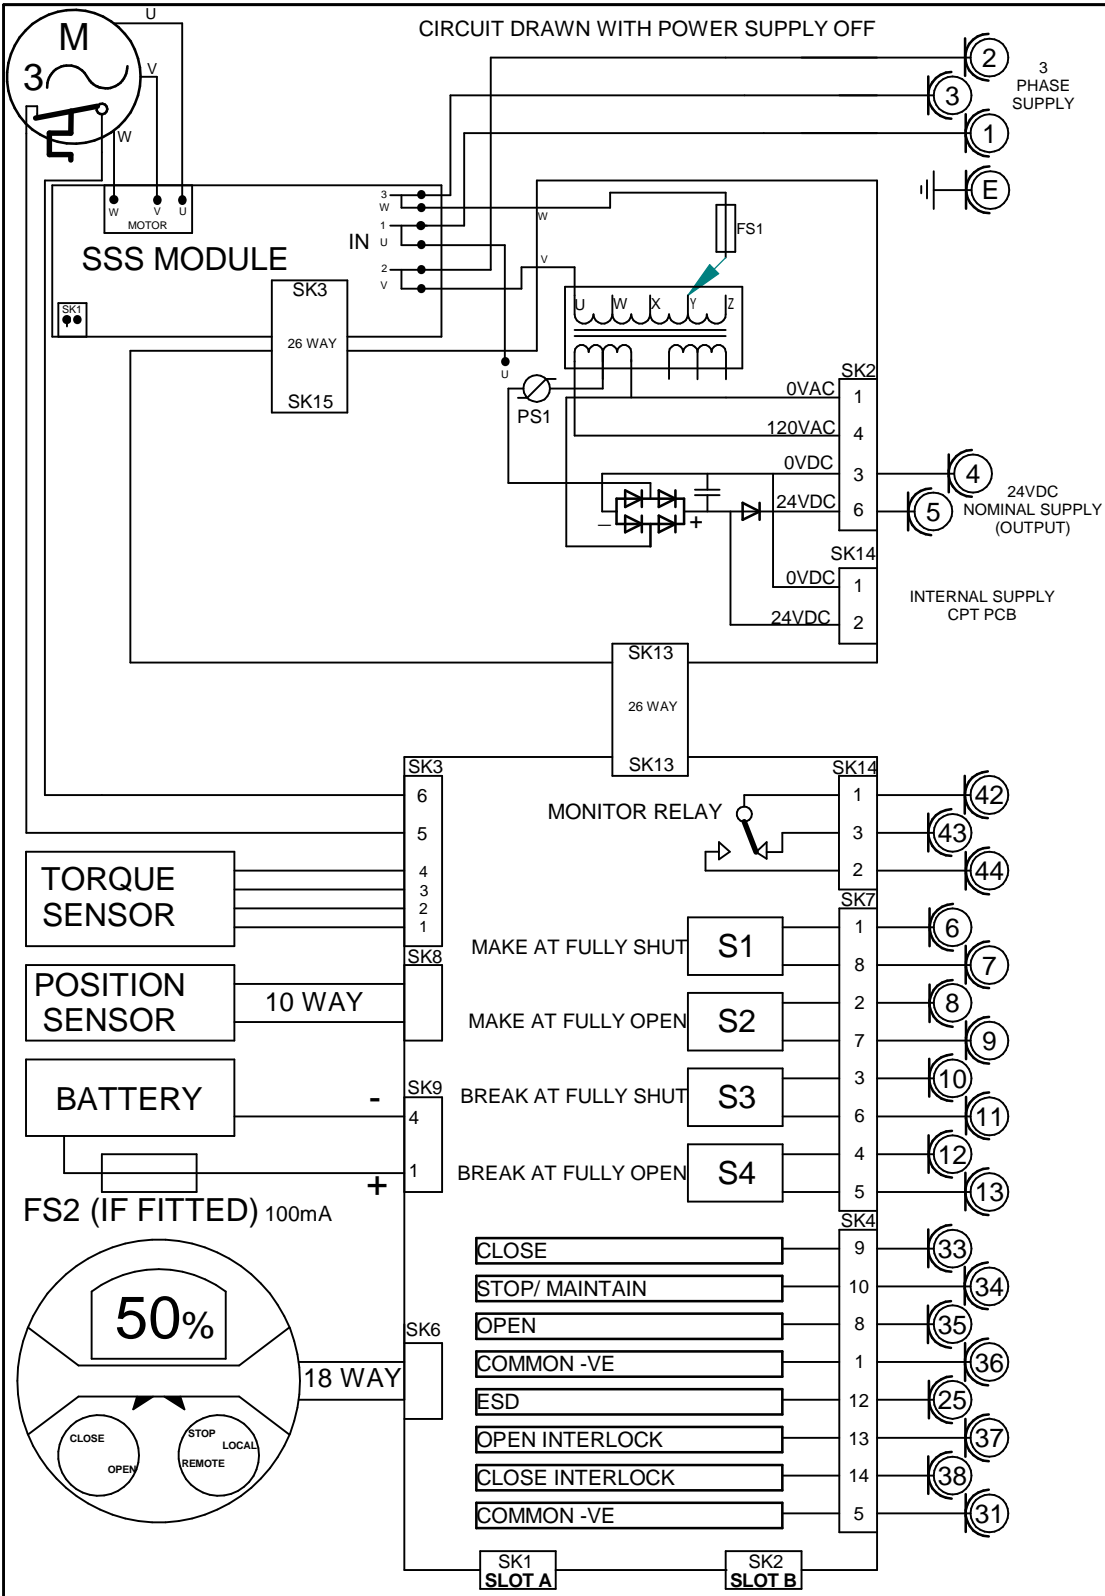 U
M
CIRCUIT DRAWN WITH POWER SUPPLY OFF
2
3
PHASE
SUPPLY
3
V
3
W
1
E
W
V
U
MOTOR
SSS MODULE
IN
3
W
1
U
2
V
W
V
FS1
SK1
SK3
26 WAY
SK15
U
W
X
Y
Z
U
PS1
SK2
0VAC
1
120VAC
4
0VDC
3
24VDC
6
4
5
24VDC
NOMINAL SUPPLY
(OUTPUT)
–
+
SK14
0VDC
1
24VDC
2
INTERNAL SUPPLY
CPT PCB
SK13
26 WAY
SK13
SK3
6
5
4
3
2
1
TORQUE
SENSOR
SK8
POSITION
SENSOR
10 WAY
BATTERY
-
SK9
4
1
+
FS2 (IF FITTED) 100mA
50%
SK6
18 WAY
CLOSE
OPEN
STOP
LOCAL
REMOTE
MONITOR RELAY
SK14
1
42
3
43
2
44
SK7
MAKE AT FULLY SHUT
S1
1
6
8
7
MAKE AT FULLY OPEN
S2
2
8
7
9
BREAK AT FULLY SHUT
S3
3
10
6
11
BREAK AT FULLY OPEN
S4
4
12
5
13
SK4
CLOSE
9
33
STOP/ MAINTAIN
10
34
OPEN
8
35
COMMON -VE
1
36
ESD
12
25
OPEN INTERLOCK
13
37
CLOSE INTERLOCK
14
38
COMMON -VE
5
31
SK1
SLOT A
SK2
SLOT B